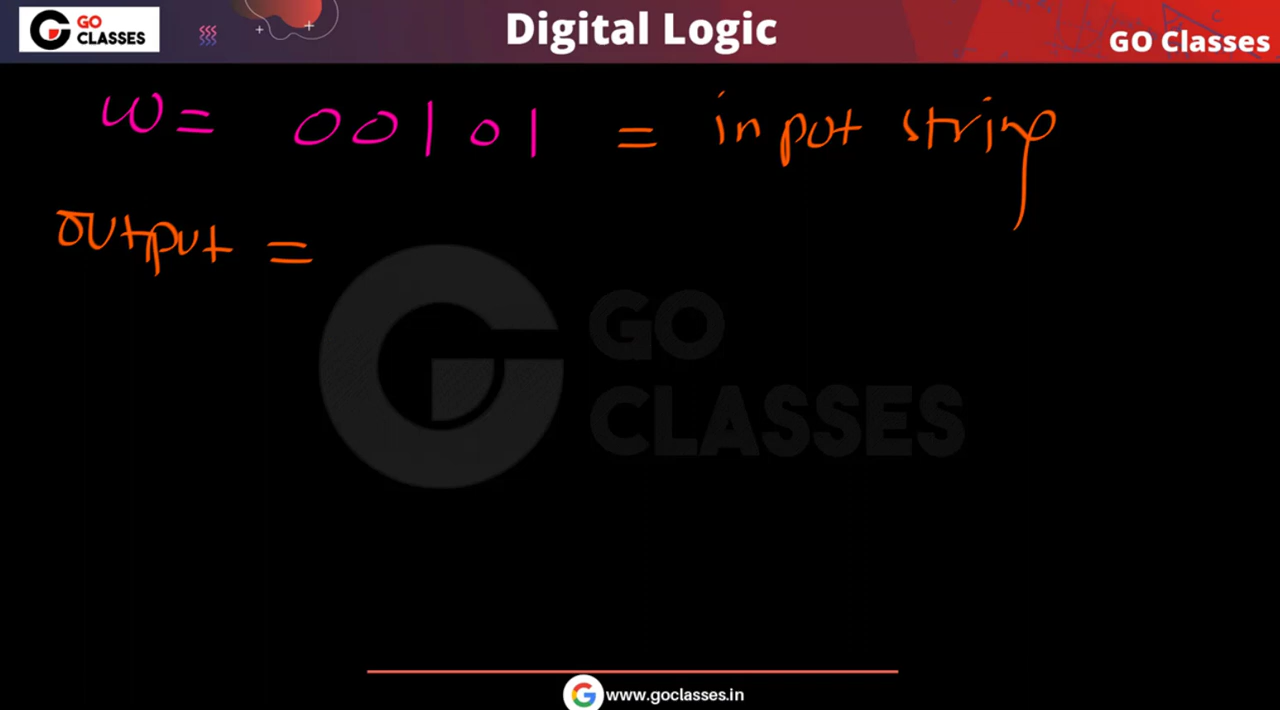 GO CLASSES
Digital Logic
GO Classes
w = 00101 = input string
output =
GO
CLASSES
www.goclasses.in